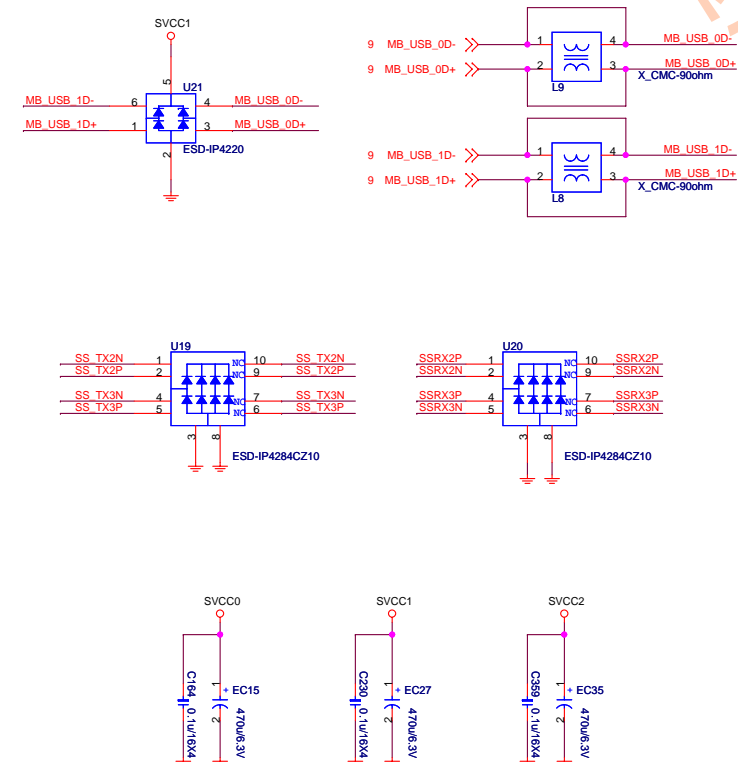 SVCC1
5
U21
MB_USB_1D-
6
4
MB_USB_0D-
MB_USB_1D+
1
3
MB_USB_0D+
ESD-IP4220
2
9 MB_USB_0D-
1
4
MB_USB_0D-
9 MB_USB_0D+
2
3
MB_USB_0D+
L9
X_CMC-90ohm
9 MB_USB_1D-
1
4
MB_USB_1D-
9 MB_USB_1D+
2
3
MB_USB_1D+
L8
X_CMC-90ohm
U19
SS_TX2N
1
NC
10
SS_TX2N
SS_TX2P
2
NC
9
SS_TX2P
SS_TX3N
4
NC
7
SS_TX3N
SS_TX3P
5
NC
6
SS_TX3P
3
8
ESD-IP4284CZ10
U20
SSRX2P
1
NC
10
SSRX2P
SSRX2N
2
NC
9
SSRX2N
SSRX3P
4
NC
7
SSRX3P
SSRX3N
5
NC
6
SSRX3N
3
8
ESD-IP4284CZ10
SVCC0
C164
0.1u/16X4
1
+ EC15
2
470u/6.3V
SVCC1
C230
0.1u/16X4
1
+ EC27
2
470u/6.3V
SVCC2
C359
0.1u/16X4
1
+ EC35
2
470u/6.3V